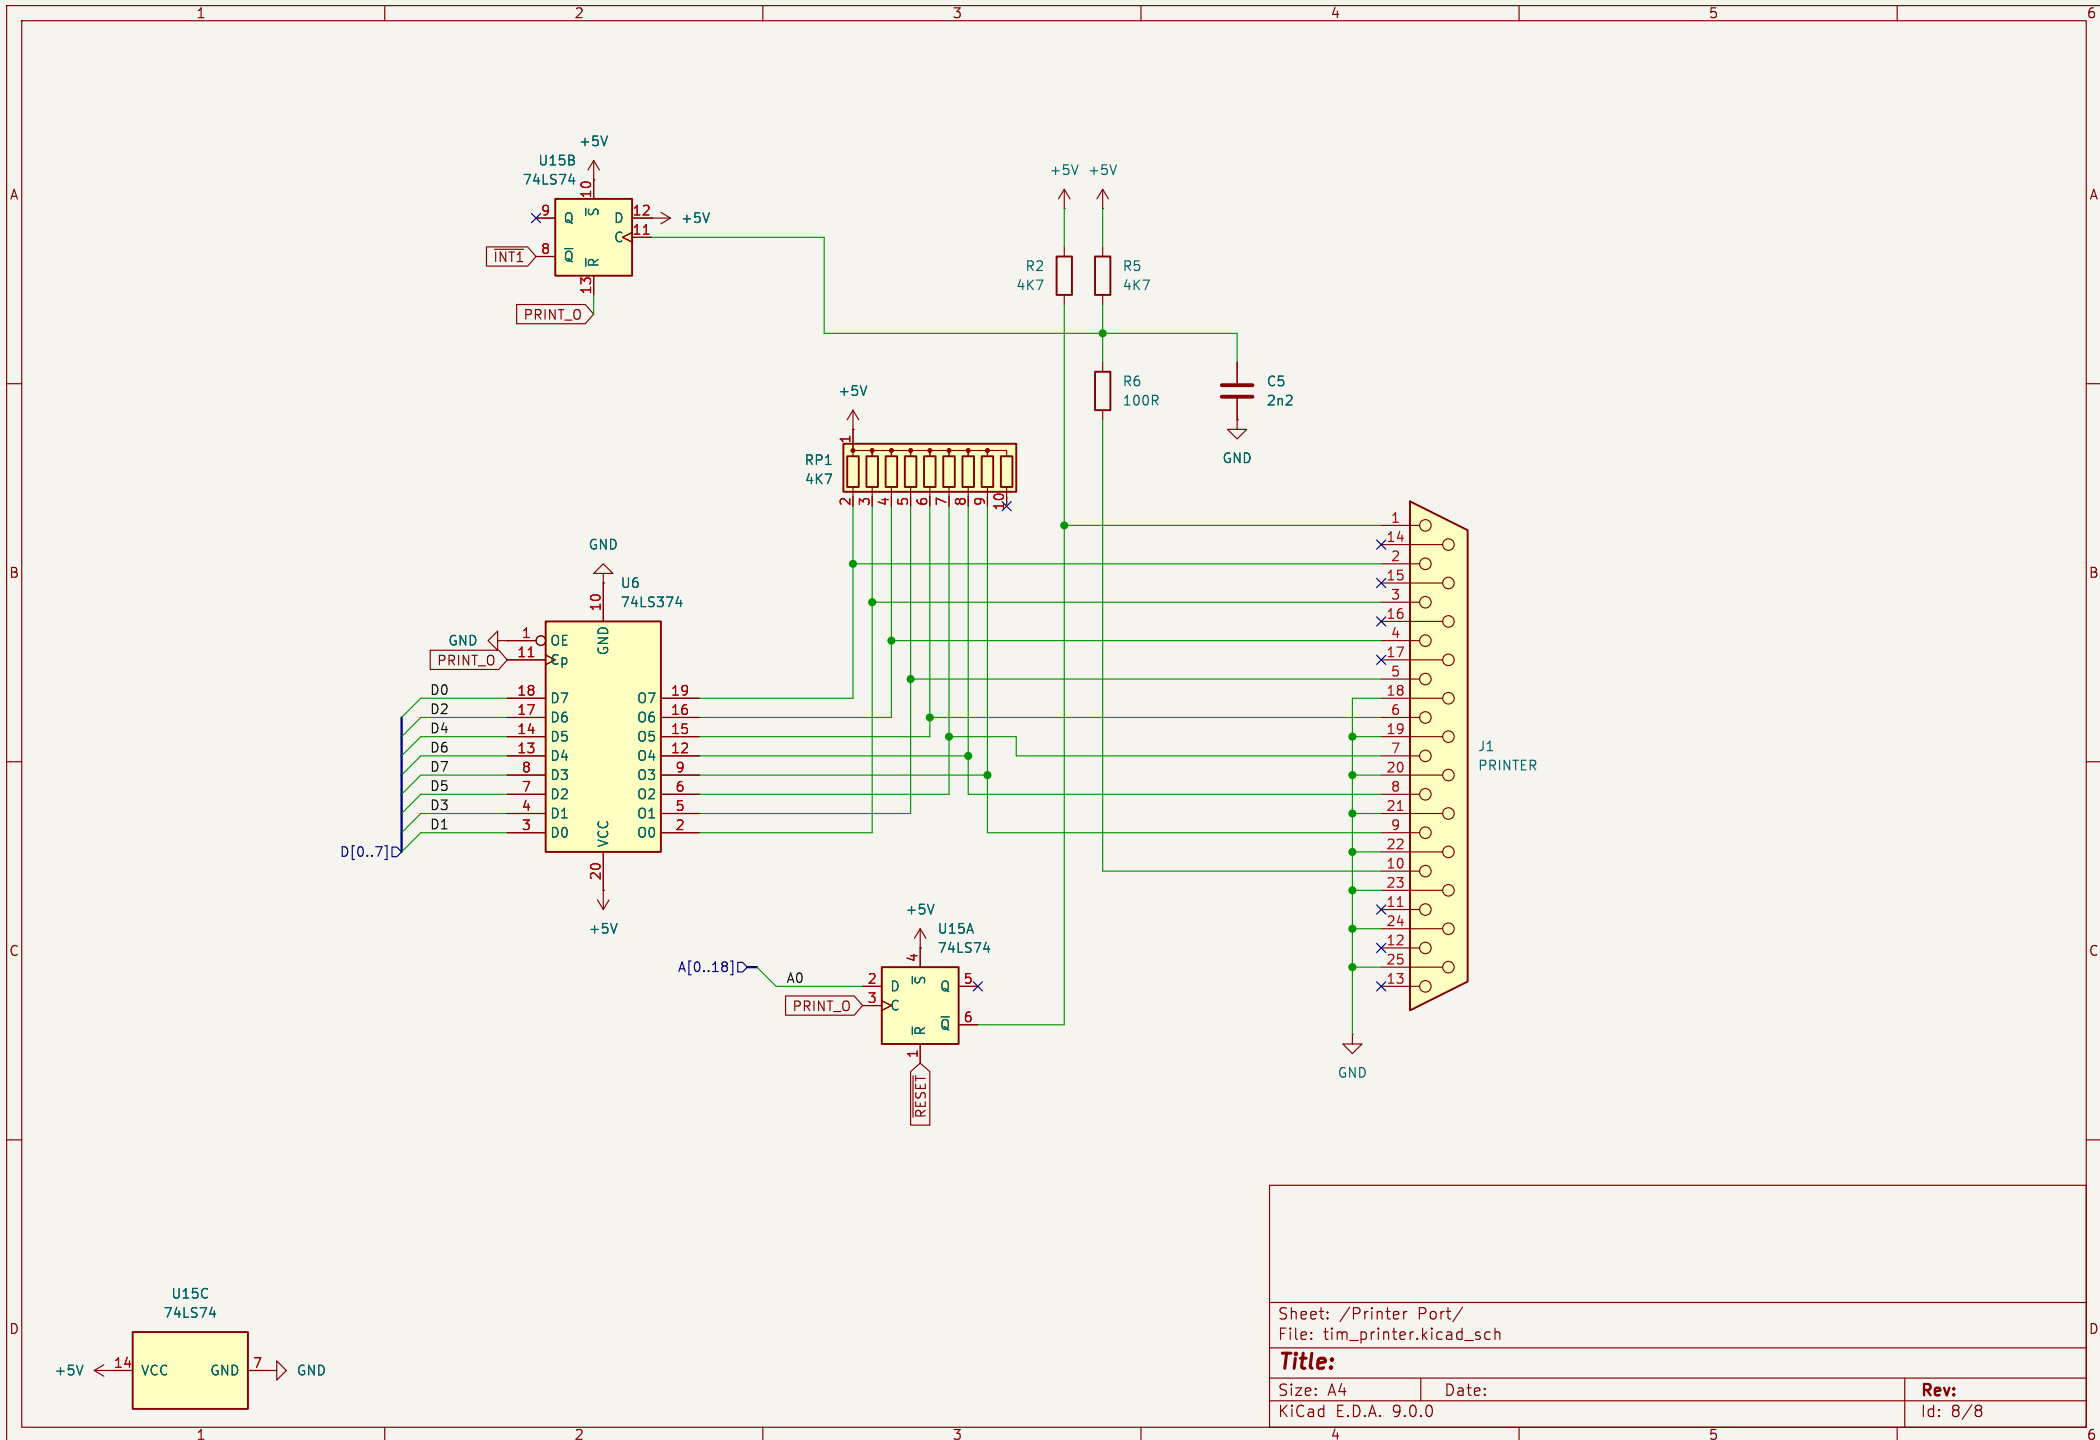 1 2 3 4 5 6
A
A
B
B
C
C
D
D
+5V
U15B
74LS74
10
9 Q S D 12 +5V
C 11
INT1 8 Q R
13
PRINT_O
+5V +5V
R2
4K7
R5
4K7
R6
100R
C5
2n2
GND
+5V
1
RP1
4K7
2 3 4 5 6 7 8 9 10
GND
U6
74LS374
10
GND
GND 1 OE
PRINT_O 11 Cp
D0 18 D7 O7 19
D2 17 D6 O6 16
D4 14 D5 O5 15
D6 13 D4 O4 12
D7 8 D3 O3 9
D5 7 D2 O2 6
D3 4 D1 O1 5
D1 3 D0 O0 2
VCC
D[0..7]
20
+5V
1
14
2
15
3
16
4
17
5
18
6
19
7
20
8
21
9
22
10
23
11
24
12
25
13
J1
PRINTER
GND
+5V
U15A
74LS74
4
A[0..18] A0 2 D S Q 5
PRINT_O 3 C
R Q 6
1
RESET
U15C
74LS74
+5V 14 VCC GND 7 GND
Sheet: /Printer Port/
File: tim_printer.kicad_sch
Title:
Size: A4 Date: Rev:
KiCad E.D.A. 9.0.0 Id: 8/8
1 2 3 4 5 6